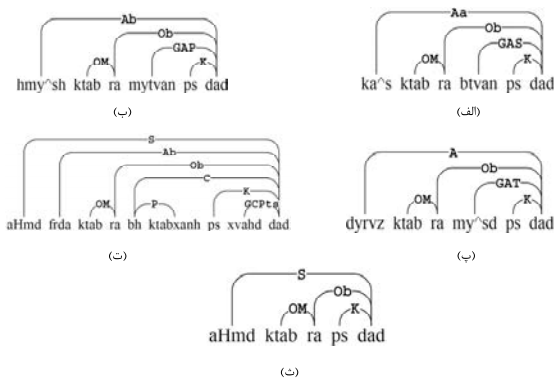 Aa
Ob
GAS
OM
K
ka^s ktab ra btvan ps dad
(الف)
Ab
Ob
GAP
OM
K
hmy^sh ktab ra mytvan ps dad
(ب)
A
Ob
GAT
OM
K
dyrvz ktab ra my^sd ps dad
(پ)
S
Ab
Ob
C
K
OM
P
GCPts
aHmd frda ktab ra bh ktabxanh ps xvahd dad
(ت)
S
Ob
OM
K
aHmd ktab ra ps dad
(ث)